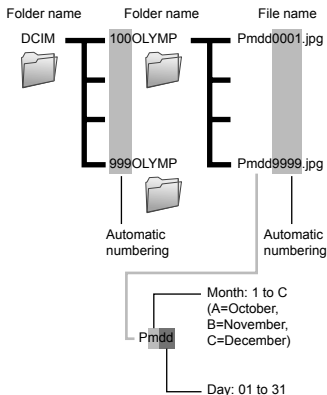 Folder name Folder name File name
DCIM 100OLYMP Pmdd0001.jpg
999OLYMP Pmdd9999.jpg
Automatic numbering
Automatic numbering
Month: 1 to C
(A=October,
B=November,
C=December)
Pmdd
Day: 01 to 31